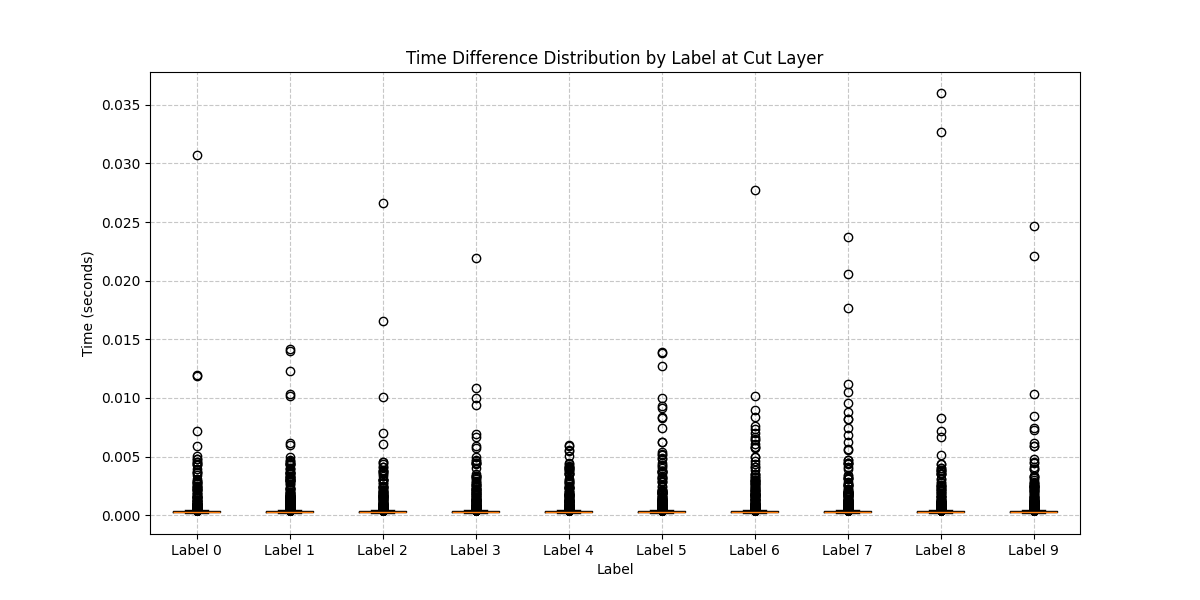 Time Difference Distribution by Label at Cut Layer
Time (seconds)
0.035
0.030
0.025
0.020
0.015
0.010
0.005
0.000
Label 0 Label 1 Label 2 Label 3 Label 4 Label 5 Label 6 Label 7 Label 8 Label 9
Label